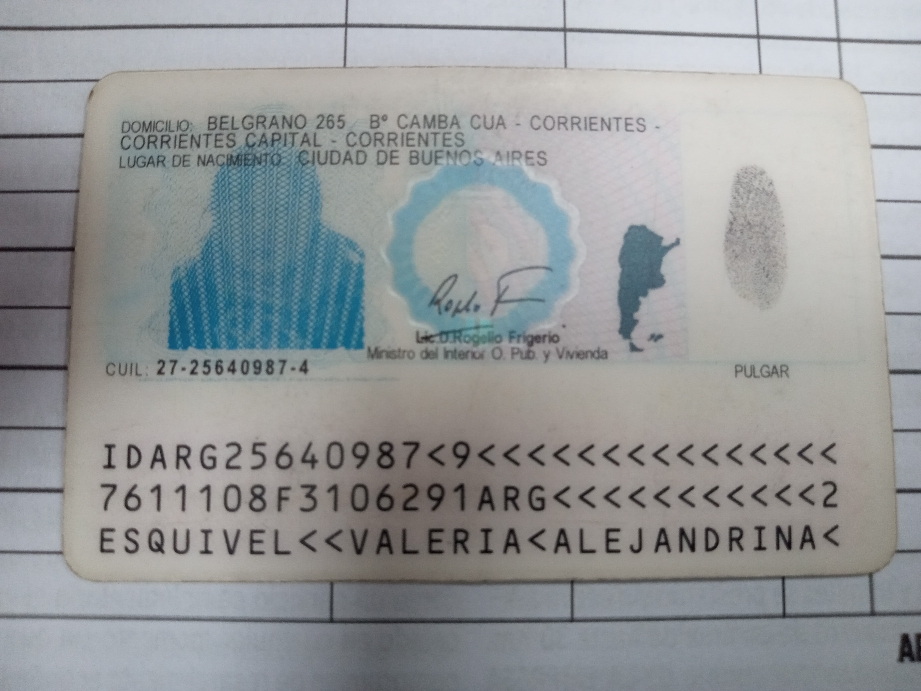 DOMICILIO: BELGRANO 265 Bº CAMBA CUA - CORRIENTES -
CORRIENTES CAPITAL - CORRIENTES
LUGAR DE NACIMIENTO CIUDAD DE BUENOS AIRES
Lic D.Rogelio Frigerio
Ministro del Interior O. Pub. y Vivienda
CUIL: 27-25640987-4
PULGAR
IDARG25640987<9<<<<<<<<<<<<<<<
7611108F3106291ARG<<<<<<<<<<<2
ESQUIVEL<<VALERIA<ALEJANDRINA<